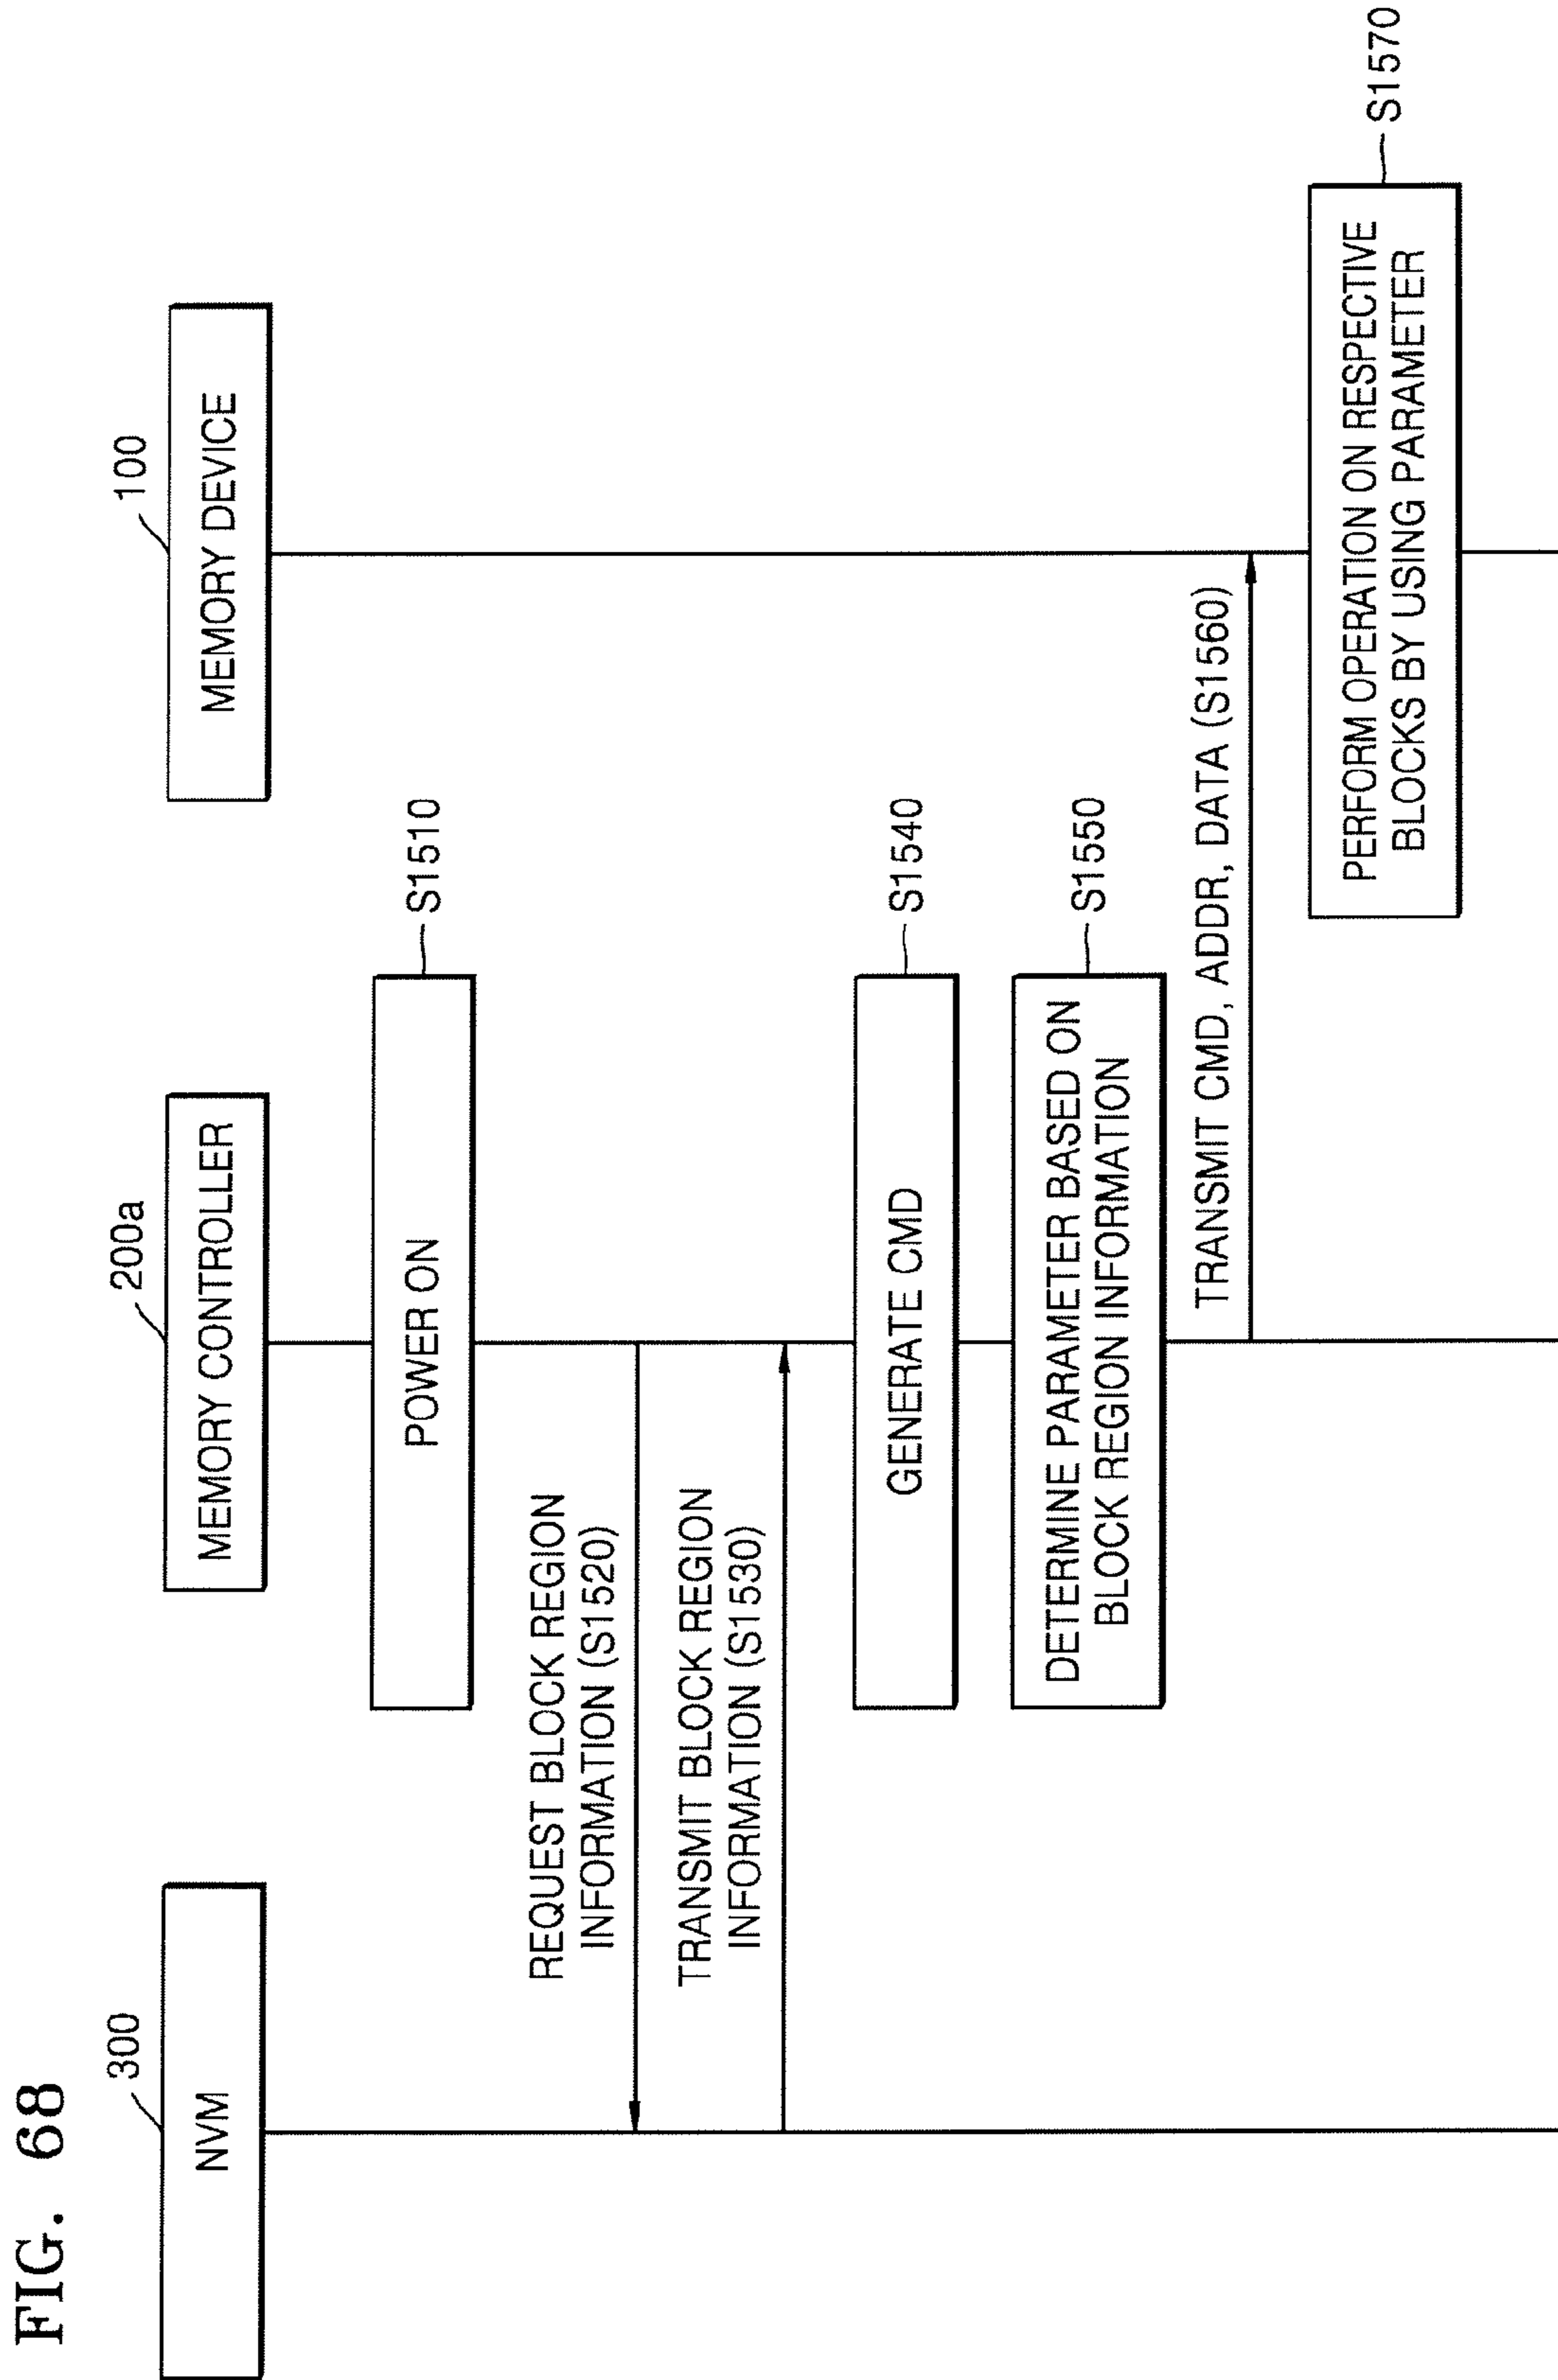 FIG. 68
300
200a
100
NVM
MEMORY CONTROLLER
MEMORY DEVICE
POWER ON
S1510
REQUEST BLOCK REGION
INFORMATION (S1520)
TRANSMIT BLOCK REGION
INFORMATION (S1530)
GENERATE CMD
S1540
DETERMINE PARAMETER BASED ON
BLOCK REGION INFORMATION
S1550
TRANSMIT CMD, ADDR, DATA (S1560)
PERFORM OPERATION ON RESPECTIVE
BLOCKS BY USING PARAMETER
S1570